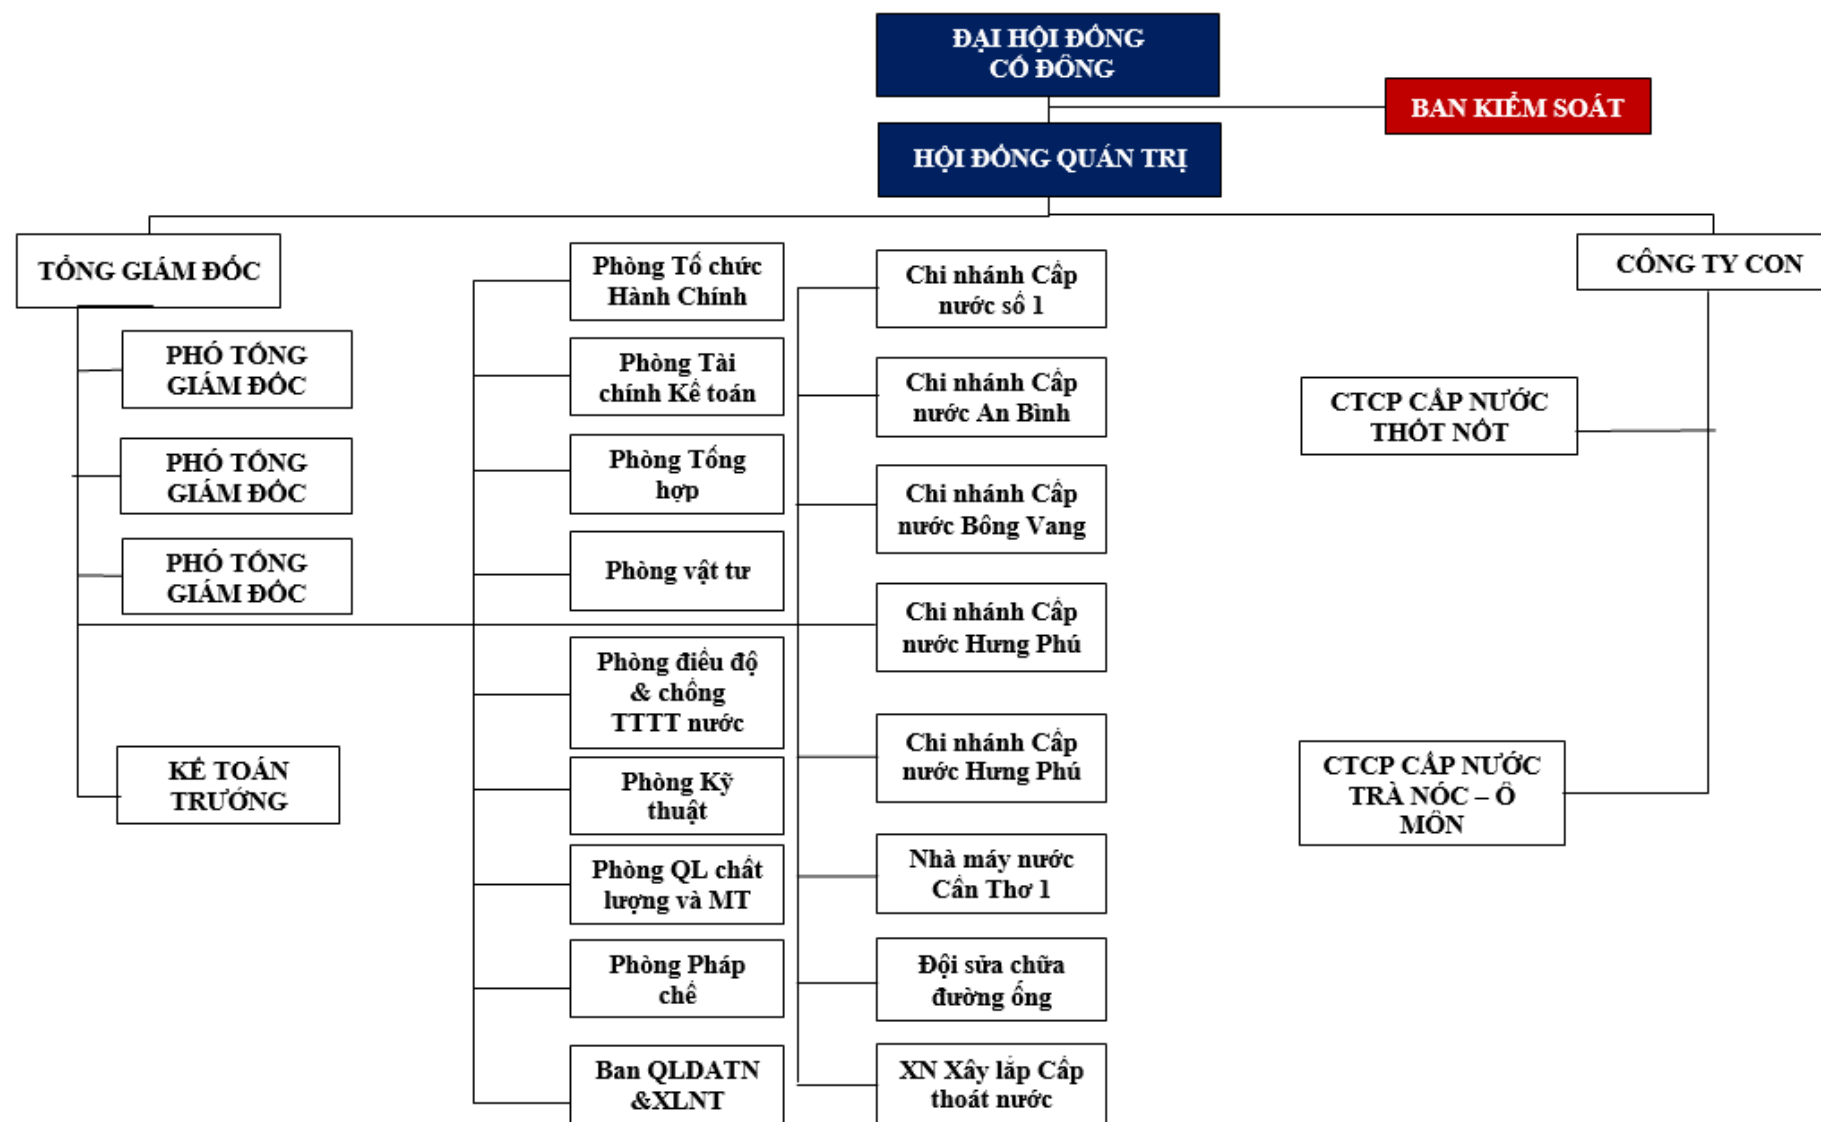 ĐẠI HỘI ĐỒNG
CỔ ĐÔNG
BAN KIỂM SOÁT
HỘI ĐỒNG QUẢN TRỊ
TỔNG GIÁM ĐỐC
PHÓ TỔNG
GIÁM ĐỐC
PHÓ TỔNG
GIÁM ĐỐC
PHÓ TỔNG
GIÁM ĐỐC
KẾ TOÁN
TRƯỞNG
Phòng Tổ chức
Hành Chính
Phòng Tài
chính Kế toán
Phòng Tổng
hợp
Phòng vật tư
Phòng điều độ
& chống
TTTT nước
Phòng Kỹ
thuật
Phòng QL chất
lượng và MT
Phòng Pháp
chế
Ban QLDATN
&XLNT
Chi nhánh Cấp
nước số 1
Chi nhánh Cấp
nước An Bình
Chi nhánh Cấp
nước Bông Vang
Chi nhánh Cấp
nước Hưng Phú
Chi nhánh Cấp
nước Hưng Phú
Nhà máy nước
Cần Thơ 1
Đội sửa chữa
đường ống
XN Xây lắp Cấp
thoát nước
CÔNG TY CON
CTCP CẤP NƯỚC
THỐT NỐT
CTCP CẤP NƯỚC
TRÀ NÓC – Ô
MÔN